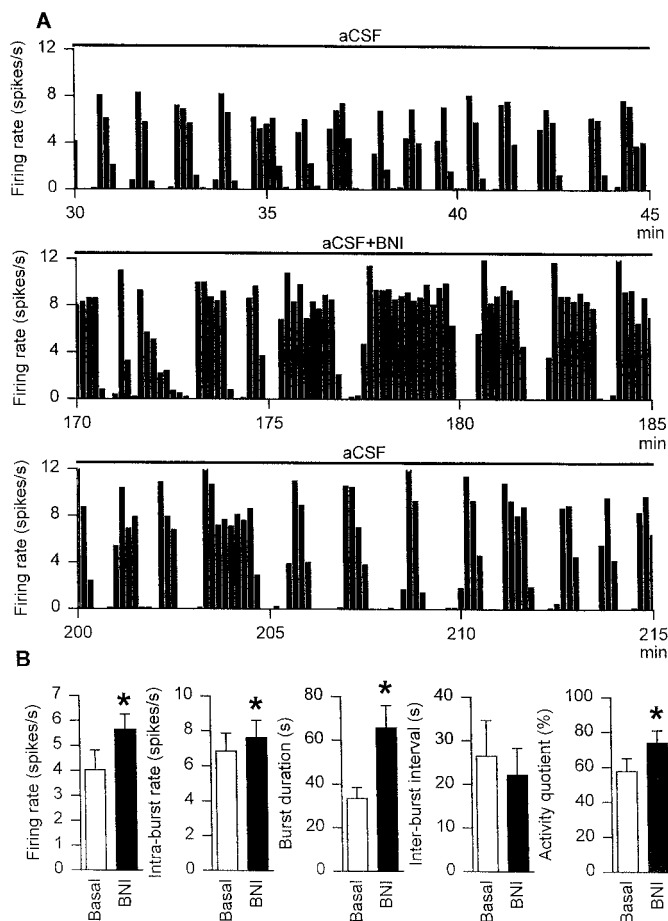 A
aCSF
Firing rate (spikes/s)
12
8
4
0
30
35
40
45
min
aCSF+BNI
Firing rate (spikes/s)
12
8
4
0
170
175
180
185
min
aCSF
Firing rate (spikes/s)
12
8
4
0
200
205
210
215
min
B
Firing rate (spikes/s)
7
6
5
4
3
2
1
0
*
Basal
BNI
Intra-burst rate (spikes/s)
10
8
6
4
2
0
*
Basal
BNI
Burst duration (s)
80
60
40
20
0
*
Basal
BNI
Inter-burst interval (s)
40
30
20
10
0
Basal
BNI
Activity quotient (%)
100
80
60
40
20
0
*
Basal
BNI